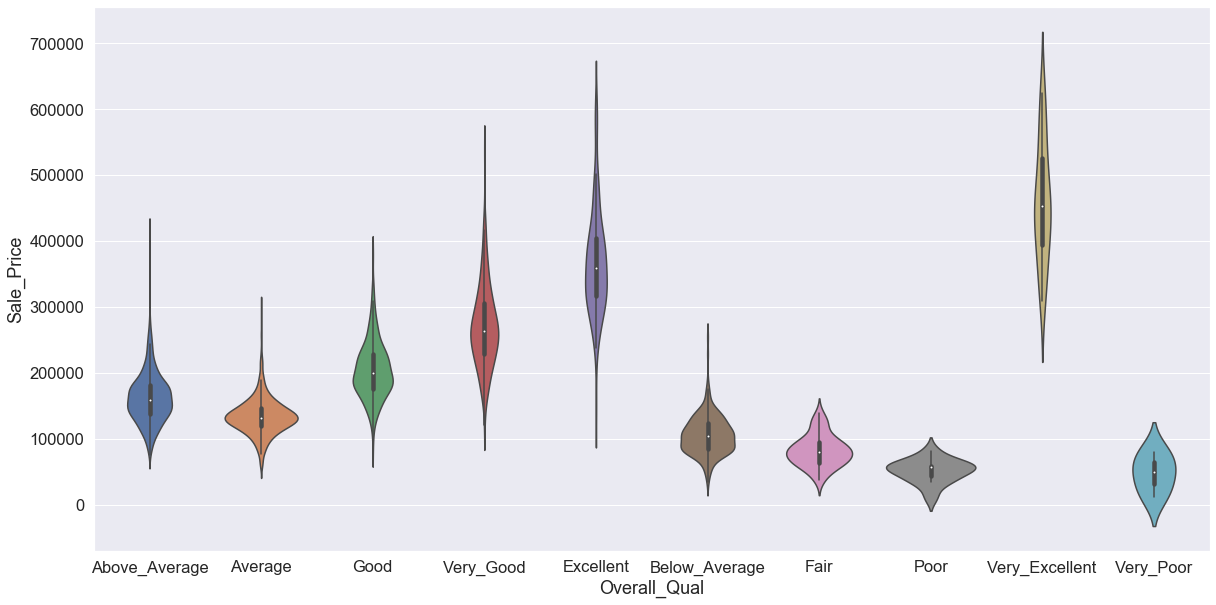 700000
600000
500000
400000
300000
200000
100000
0
Sale_Price
Above_Average Average Good Very_Good Excellent Below_Average Fair Poor Very_Excellent Very_Poor
Overall_Qual